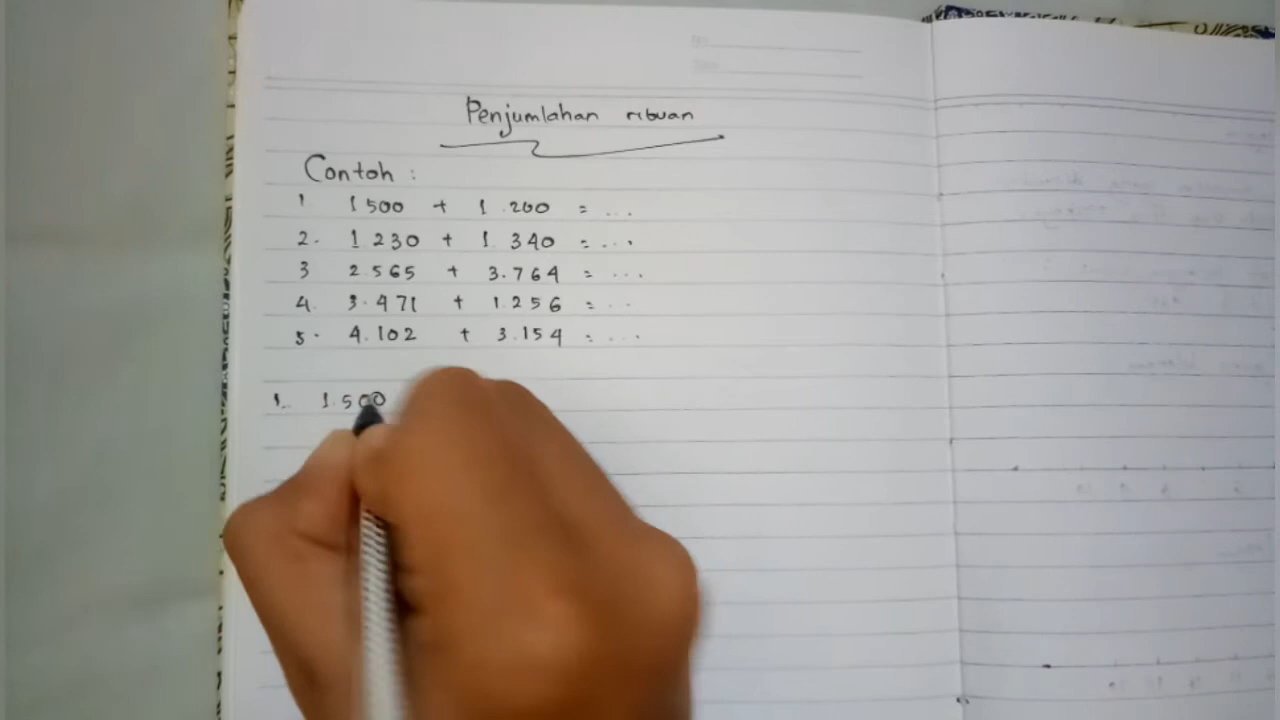 Penjumlahan ribuan
Contoh :
1 1 500 + 1 .200 = ...
2. 1 230 + 1. 340 = ...
3 2.565 + 3.764 = ...
4. 3.471 + 1.256 = ..
5. 4.102 + 3.154 = ...
1. 1.500